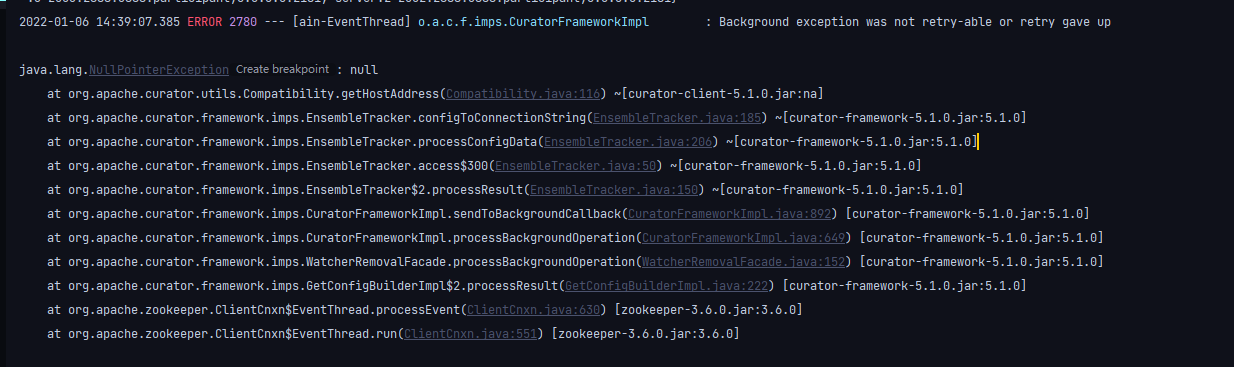 2022-01-06 14:39:07.385 ERROR 2780 --- [ain-EventThread] o.a.c.f.imps.CuratorFrameworkImpl : Background exception was not retry-able or retry gave up
java.lang.NullPointerException Create breakpoint : null
at org.apache.curator.utils.Compatibility.getHostAddress(Compatibility.java:116) ~[curator-client-5.1.0.jar:na]
at org.apache.curator.framework.imps.EnsembleTracker.configToConnectionString(EnsembleTracker.java:185) ~[curator-framework-5.1.0.jar:5.1.0]
at org.apache.curator.framework.imps.EnsembleTracker.processConfigData(EnsembleTracker.java:206) ~[curator-framework-5.1.0.jar:5.1.0]
at org.apache.curator.framework.imps.EnsembleTracker.access$300(EnsembleTracker.java:50) ~[curator-framework-5.1.0.jar:5.1.0]
at org.apache.curator.framework.imps.EnsembleTracker$2.processResult(EnsembleTracker.java:150) ~[curator-framework-5.1.0.jar:5.1.0]
at org.apache.curator.framework.imps.CuratorFrameworkImpl.sendToBackgroundCallback(CuratorFrameworkImpl.java:892) [curator-framework-5.1.0.jar:5.1.0]
at org.apache.curator.framework.imps.CuratorFrameworkImpl.processBackgroundOperation(CuratorFrameworkImpl.java:649) [curator-framework-5.1.0.jar:5.1.0]
at org.apache.curator.framework.imps.WatcherRemovalFacade.processBackgroundOperation(WatcherRemovalFacade.java:152) [curator-framework-5.1.0.jar:5.1.0]
at org.apache.curator.framework.imps.GetConfigBuilderImpl$2.processResult(GetConfigBuilderImpl.java:222) [curator-framework-5.1.0.jar:5.1.0]
at org.apache.zookeeper.ClientCnxn$EventThread.processEvent(ClientCnxn.java:630) [zookeeper-3.6.0.jar:3.6.0]
at org.apache.zookeeper.ClientCnxn$EventThread.run(ClientCnxn.java:551) [zookeeper-3.6.0.jar:3.6.0]